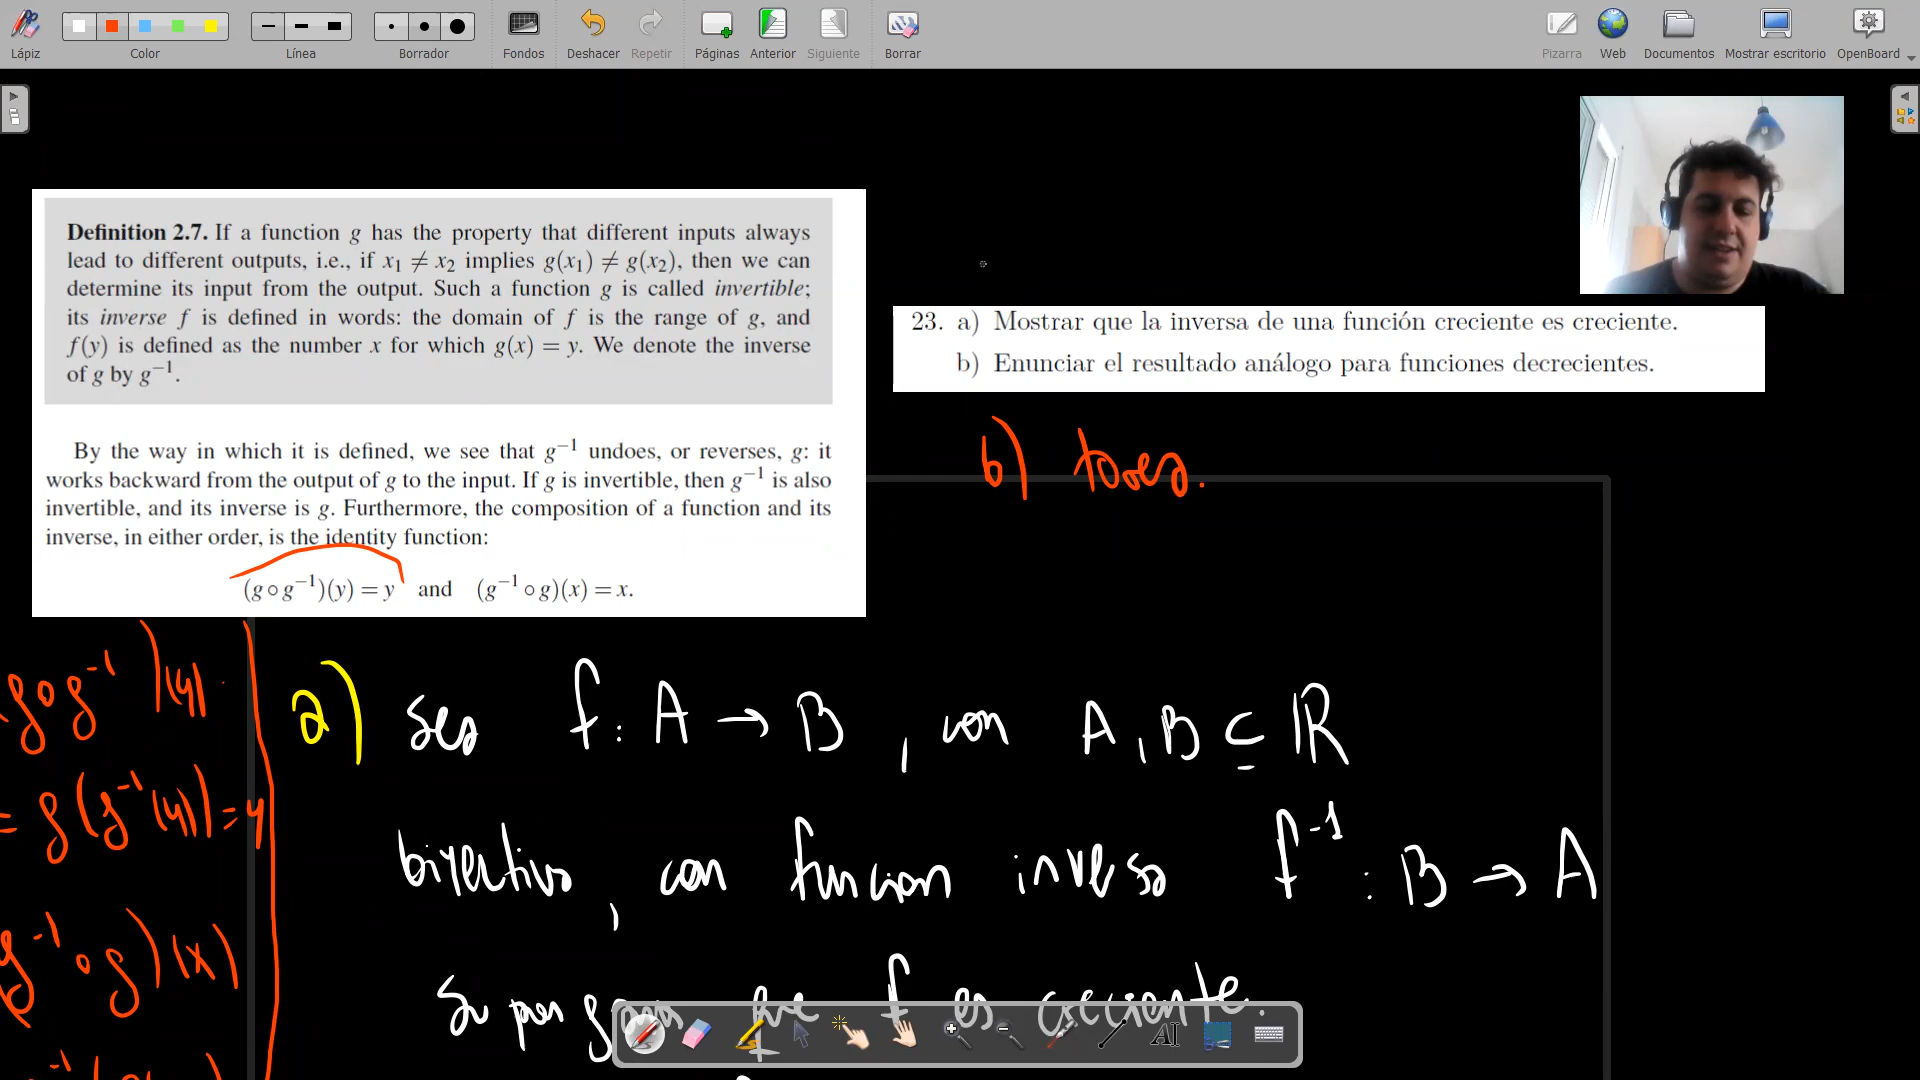 Lápiz
Color
Línea
Borrador
Fondos
Deshacer
Repetir
Páginas
Anterior
Siguiente
Borrar
Pizarra
Web
Documentos
Mostrar escritorio
OpenBoard
Definition 2.7. If a function g has the property that different inputs always
lead to different outputs, i.e., if x₁ ≠ x₂ implies g(x₁) ≠ g(x₂), then we can
determine its input from the output. Such a function g is called invertible;
its inverse f is defined in words: the domain of f is the range of g, and
f(y) is defined as the number x for which g(x) = y. We denote the inverse
of g by g⁻¹.
By the way in which it is defined, we see that g⁻¹ undoes, or reverses, g: it
works backward from the output of g to the input. If g is invertible, then g⁻¹ is also
invertible, and its inverse is g. Furthermore, the composition of a function and its
inverse, in either order, is the identity function:
(g ∘ g⁻¹)(y) = y and (g⁻¹ ∘ g)(x) = x.
23. a) Mostrar que la inversa de una función creciente es creciente.
b) Enunciar el resultado análogo para funciones decrecientes.
b) tarea.
g∘g⁻¹)(y)
= g(g⁻¹(y)) = y
g⁻¹∘g)(x)
a) Sea f: A → B, con A, B ⊆ ℝ
biyectiva, con función inversa f⁻¹: B → A
Supongamos que f es creciente.
AI